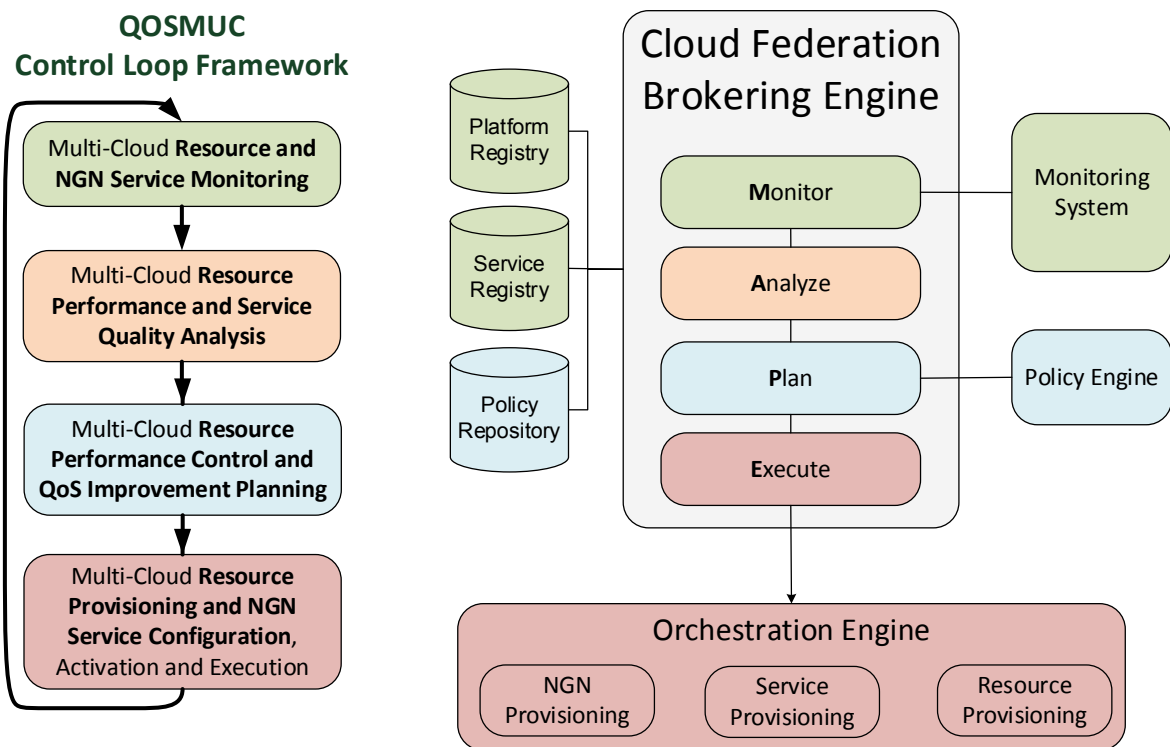 QOSMUC
Control Loop Framework
Multi-Cloud Resource and
NGN Service Monitoring
Multi-Cloud Resource
Performance and Service
Quality Analysis
Multi-Cloud Resource
Performance Control and
QoS Improvement Planning
Multi-Cloud Resource
Provisioning and NGN
Service Configuration,
Activation and Execution
Platform
Registry
Service
Registry
Policy
Repository
Cloud Federation
Brokering Engine
Monitor
Analyze
Plan
Execute
Monitoring
System
Policy Engine
Orchestration Engine
NGN
Provisioning
Service
Provisioning
Resource
Provisioning